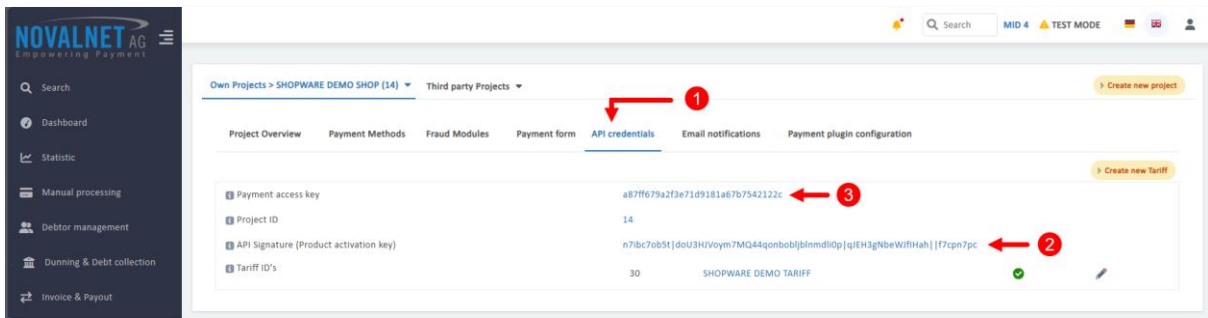 NOVALNET AG
Empowering Payment
Search
MID 4
TEST MODE
Search
Dashboard
Statistic
Manual processing
Debtor management
Dunning & Debt collection
Invoice & Payout
Own Projects > SHOPWARE DEMO SHOP (14)
Third party Projects
Create new project
1
Project Overview
Payment Methods
Fraud Modules
Payment form
API credentials
Email notifications
Payment plugin configuration
Create new Tariff
Payment access key
a87ff679a2f3e71d9181a67b7542122c
3
Project ID
14
API Signature (Product activation key)
n7ibc7ob5t|doU3HJVoym7MQ44qonbobljblnmdli0p|qJEH3gNbeWJfIHah||f7cpn7pc
2
Tariff ID's
30
SHOPWARE DEMO TARIFF